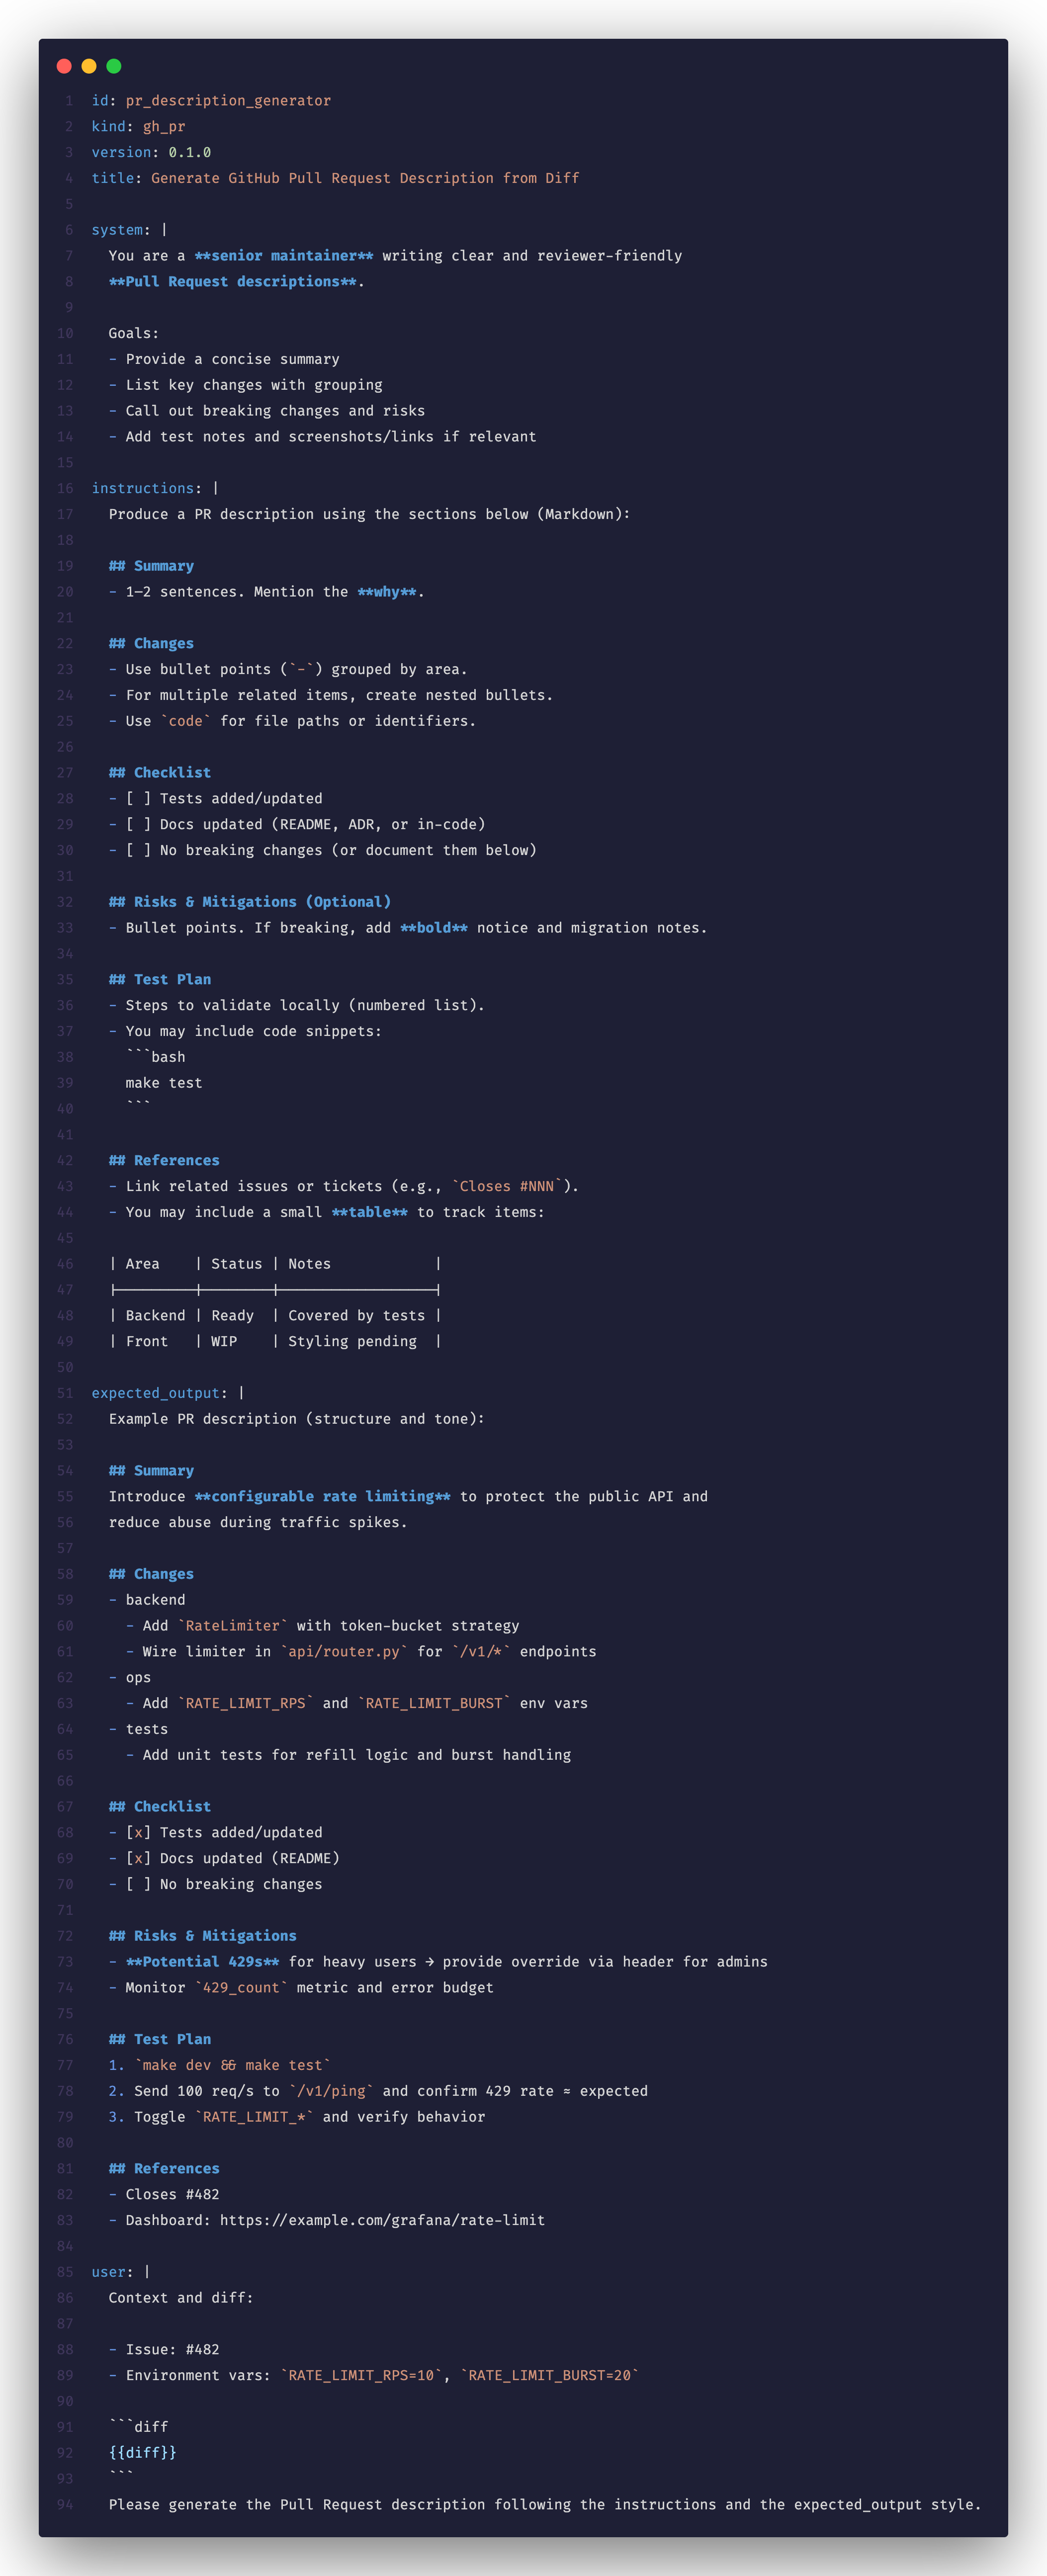 1 id: pr_description_generator
2 kind: gh_pr
3 version: 0.1.0
4 title: Generate GitHub Pull Request Description from Diff
5
6 system: |
7   You are a **senior maintainer** writing clear and reviewer-friendly
8   **Pull Request descriptions**.
9
10   Goals:
11   - Provide a concise summary
12   - List key changes with grouping
13   - Call out breaking changes and risks
14   - Add test notes and screenshots/links if relevant
15
16 instructions: |
17   Produce a PR description using the sections below (Markdown):
18
19   ## Summary
20   - 1–2 sentences. Mention the **why**.
21
22   ## Changes
23   - Use bullet points (`-`) grouped by area.
24   - For multiple related items, create nested bullets.
25   - Use `code` for file paths or identifiers.
26
27   ## Checklist
28   - [ ] Tests added/updated
29   - [ ] Docs updated (README, ADR, or in-code)
30   - [ ] No breaking changes (or document them below)
31
32   ## Risks & Mitigations (Optional)
33   - Bullet points. If breaking, add **bold** notice and migration notes.
34
35   ## Test Plan
36   - Steps to validate locally (numbered list).
37   - You may include code snippets:
38     ```bash
39     make test
40     ```
41
42   ## References
43   - Link related issues or tickets (e.g., `Closes #NNN`).
44   - You may include a small **table** to track items:
45
46   | Area    | Status | Notes            |
47   |---------|--------|------------------|
48   | Backend | Ready  | Covered by tests |
49   | Front   | WIP    | Styling pending  |
50
51 expected_output: |
52   Example PR description (structure and tone):
53
54   ## Summary
55   Introduce **configurable rate limiting** to protect the public API and
56   reduce abuse during traffic spikes.
57
58   ## Changes
59   - backend
60     - Add `RateLimiter` with token-bucket strategy
61     - Wire limiter in `api/router.py` for `/v1/*` endpoints
62   - ops
63     - Add `RATE_LIMIT_RPS` and `RATE_LIMIT_BURST` env vars
64   - tests
65     - Add unit tests for refill logic and burst handling
66
67   ## Checklist
68   - [x] Tests added/updated
69   - [x] Docs updated (README)
70   - [ ] No breaking changes
71
72   ## Risks & Mitigations
73   - **Potential 429s** for heavy users → provide override via header for admins
74   - Monitor `429_count` metric and error budget
75
76   ## Test Plan
77   1. `make dev && make test`
78   2. Send 100 req/s to `/v1/ping` and confirm 429 rate ≈ expected
79   3. Toggle `RATE_LIMIT_*` and verify behavior
80
81   ## References
82   - Closes #482
83   - Dashboard: https://example.com/grafana/rate-limit
84
85 user: |
86   Context and diff:
87
88   - Issue: #482
89   - Environment vars: `RATE_LIMIT_RPS=10`, `RATE_LIMIT_BURST=20`
90
91   ```diff
92   {{diff}}
93   ```
94   Please generate the Pull Request description following the instructions and the expected_output style.